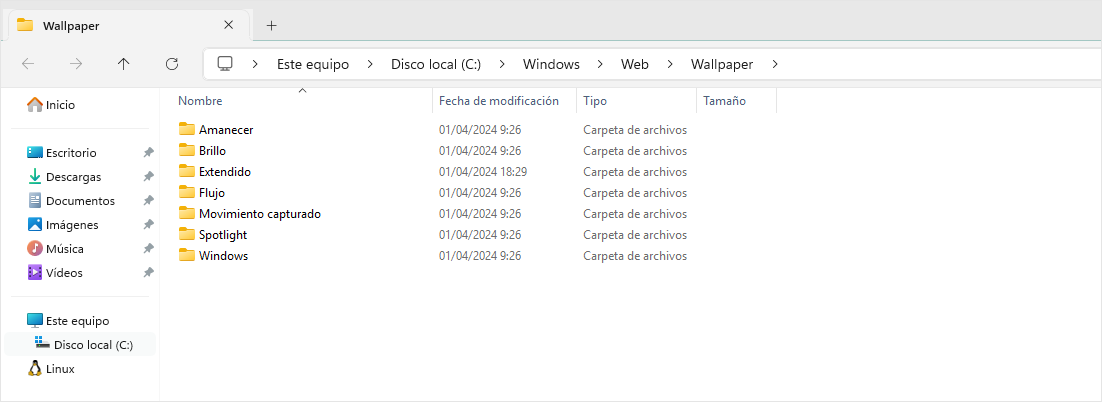 Wallpaper
Este equipo > Disco local (C:) > Windows > Web > Wallpaper >
Inicio
Escritorio
Descargas
Documentos
Imágenes
Música
Vídeos
Este equipo
Disco local (C:)
Linux
Nombre Fecha de modificación Tipo Tamaño
Amanecer 01/04/2024 9:26 Carpeta de archivos
Brillo 01/04/2024 9:26 Carpeta de archivos
Extendido 01/04/2024 18:29 Carpeta de archivos
Flujo 01/04/2024 9:26 Carpeta de archivos
Movimiento capturado 01/04/2024 9:26 Carpeta de archivos
Spotlight 01/04/2024 9:26 Carpeta de archivos
Windows 01/04/2024 9:26 Carpeta de archivos